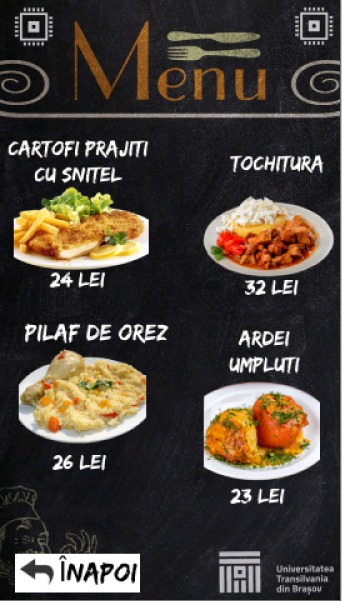 Menu
CARTOFI PRAJITI
CU SNITEL
24 LEI
TOCHITURA
32 LEI
PILAF DE OREZ
26 LEI
ARDEI
UMPLUTI
23 LEI
ÎNAPOI
Universitatea
Transilvania
din Brașov